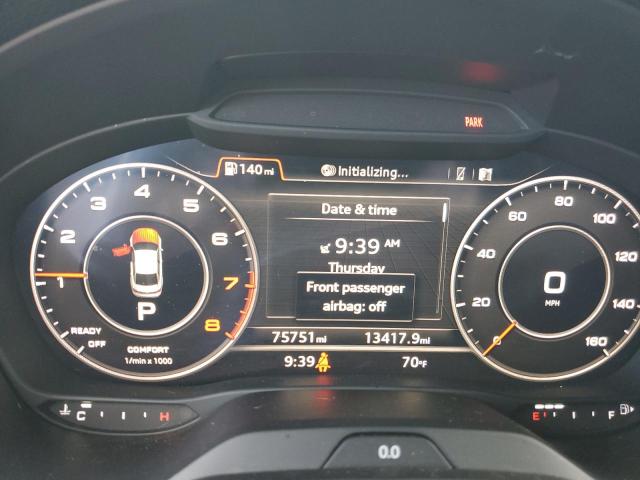 PARK
140 mi
Initializing...
Date & time
9:39 AM
Thursday
Front passenger
airbag: off
75751 mi 13417.9 mi
9:39 70°F
1 2 3 4 5 6 7 8
READY
OFF
P
COMFORT
1/min x 1000
0 20 40 60 80 100 120 140 160
0
MPH
C H
E F
0.0